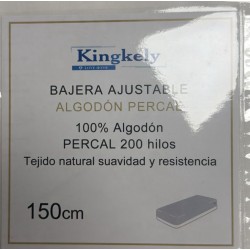 Kingkely
BAJERA AJUSTABLE
ALGODÓN PERCAL
100% Algodón
PERCAL 200 hilos
Tejido natural suavidad y resistencia
150cm